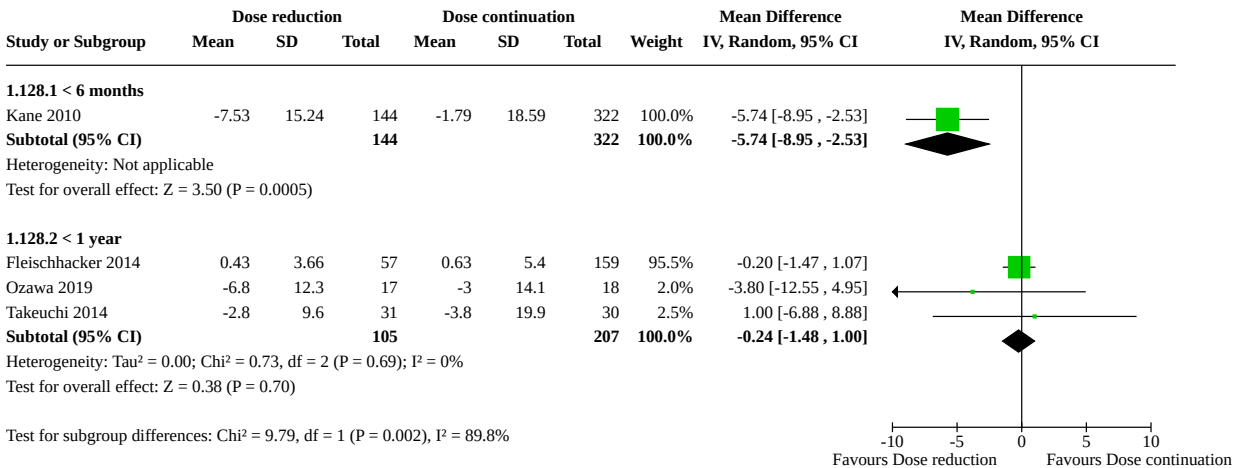 Dose reduction Dose continuation Mean Difference Mean Difference
Study or Subgroup Mean SD Total Mean SD Total Weight IV, Random, 95% CI IV, Random, 95% CI
1.128.1 < 6 months
Kane 2010 -7.53 15.24 144 -1.79 18.59 322 100.0% -5.74 [-8.95 , -2.53]
Subtotal (95% CI) 144 322 100.0% -5.74 [-8.95 , -2.53]
Heterogeneity: Not applicable
Test for overall effect: Z = 3.50 (P = 0.0005)
1.128.2 < 1 year
Fleischhacker 2014 0.43 3.66 57 0.63 5.4 159 95.5% -0.20 [-1.47 , 1.07]
Ozawa 2019 -6.8 12.3 17 -3 14.1 18 2.0% -3.80 [-12.55 , 4.95]
Takeuchi 2014 -2.8 9.6 31 -3.8 19.9 30 2.5% 1.00 [-6.88 , 8.88]
Subtotal (95% CI) 105 207 100.0% -0.24 [-1.48 , 1.00]
Heterogeneity: Tau² = 0.00; Chi² = 0.73, df = 2 (P = 0.69); I² = 0%
Test for overall effect: Z = 0.38 (P = 0.70)
Test for subgroup differences: Chi² = 9.79, df = 1 (P = 0.002), I² = 89.8%
-10 -5 0 5 10
Favours Dose reduction Favours Dose continuation